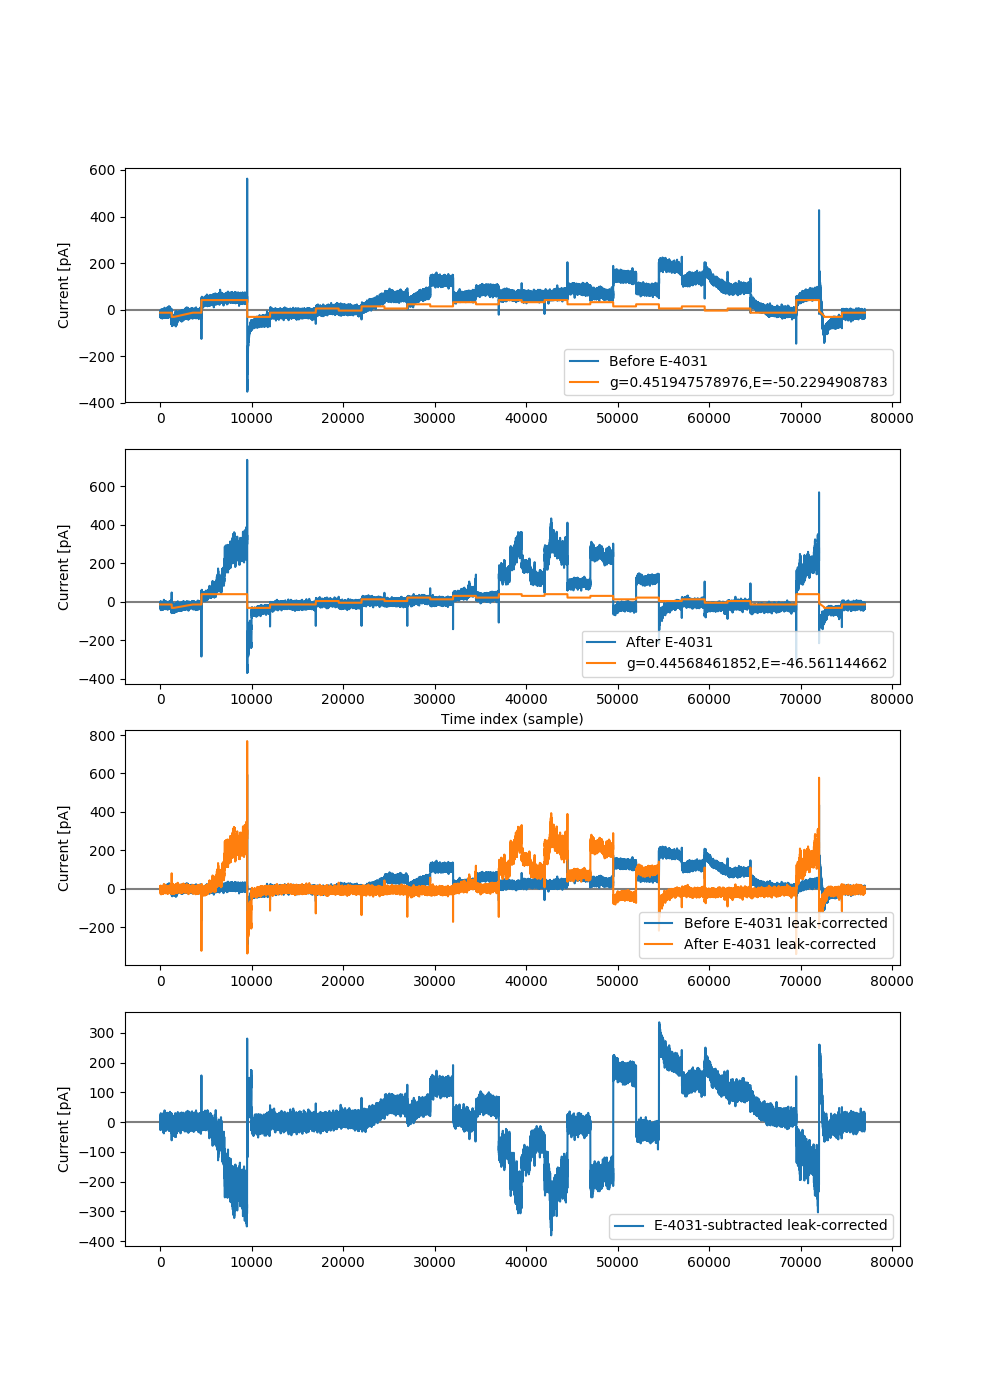 600
400
200
0
−200
−400
Current [pA]
Before E-4031
g=0.451947578976,E=-50.2294908783
0 10000 20000 30000 40000 50000 60000 70000 80000
600
400
200
0
−200
−400
Current [pA]
After E-4031
g=0.44568461852,E=-46.561144662
0 10000 20000 30000 40000 50000 60000 70000 80000
Time index (sample)
800
600
400
200
0
−200
Current [pA]
Before E-4031 leak-corrected
After E-4031 leak-corrected
0 10000 20000 30000 40000 50000 60000 70000 80000
300
200
100
0
−100
−200
−300
−400
Current [pA]
E-4031-subtracted leak-corrected
0 10000 20000 30000 40000 50000 60000 70000 80000